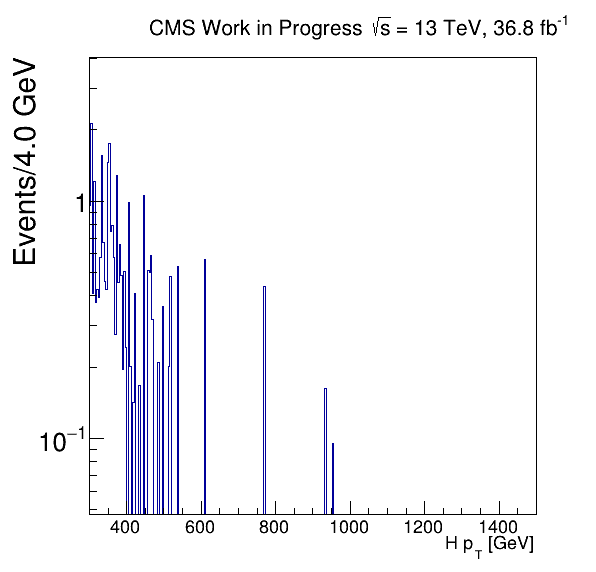 CMS Work in Progress √s = 13 TeV, 36.8 fb⁻¹
Events/4.0 GeV
1
10⁻¹
400 600 800 1000 1200 1400
H p_T [GeV]